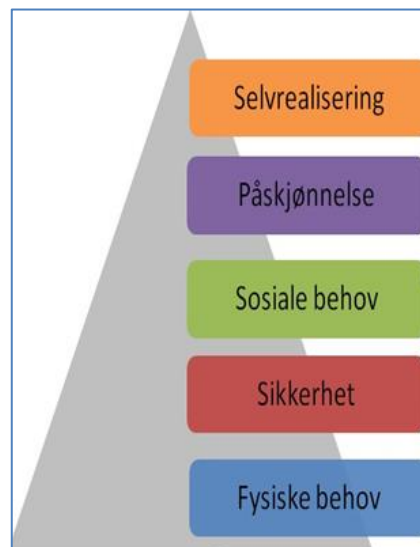 Selvrealisering
Påskjønnelse
Sosiale behov
Sikkerhet
Fysiske behov